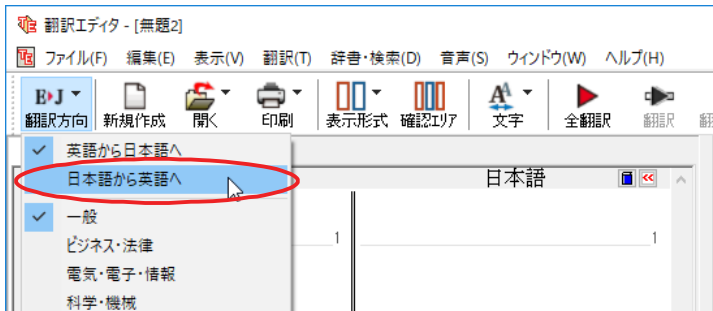 翻訳エディタ - [無題2]
ファイル(F) 編集(E) 表示(V) 翻訳(T) 辞書・検索(D) 音声(S) ウィンドウ(W) ヘルプ(H)
E▸J
翻訳方向 新規作成 開く 印刷 表示形式 確認エリア 文字 全翻訳 翻訳
英語から日本語へ
日本語から英語へ
日本語
一般
1 1
ビジネス・法律
電気・電子・情報
科学・機械